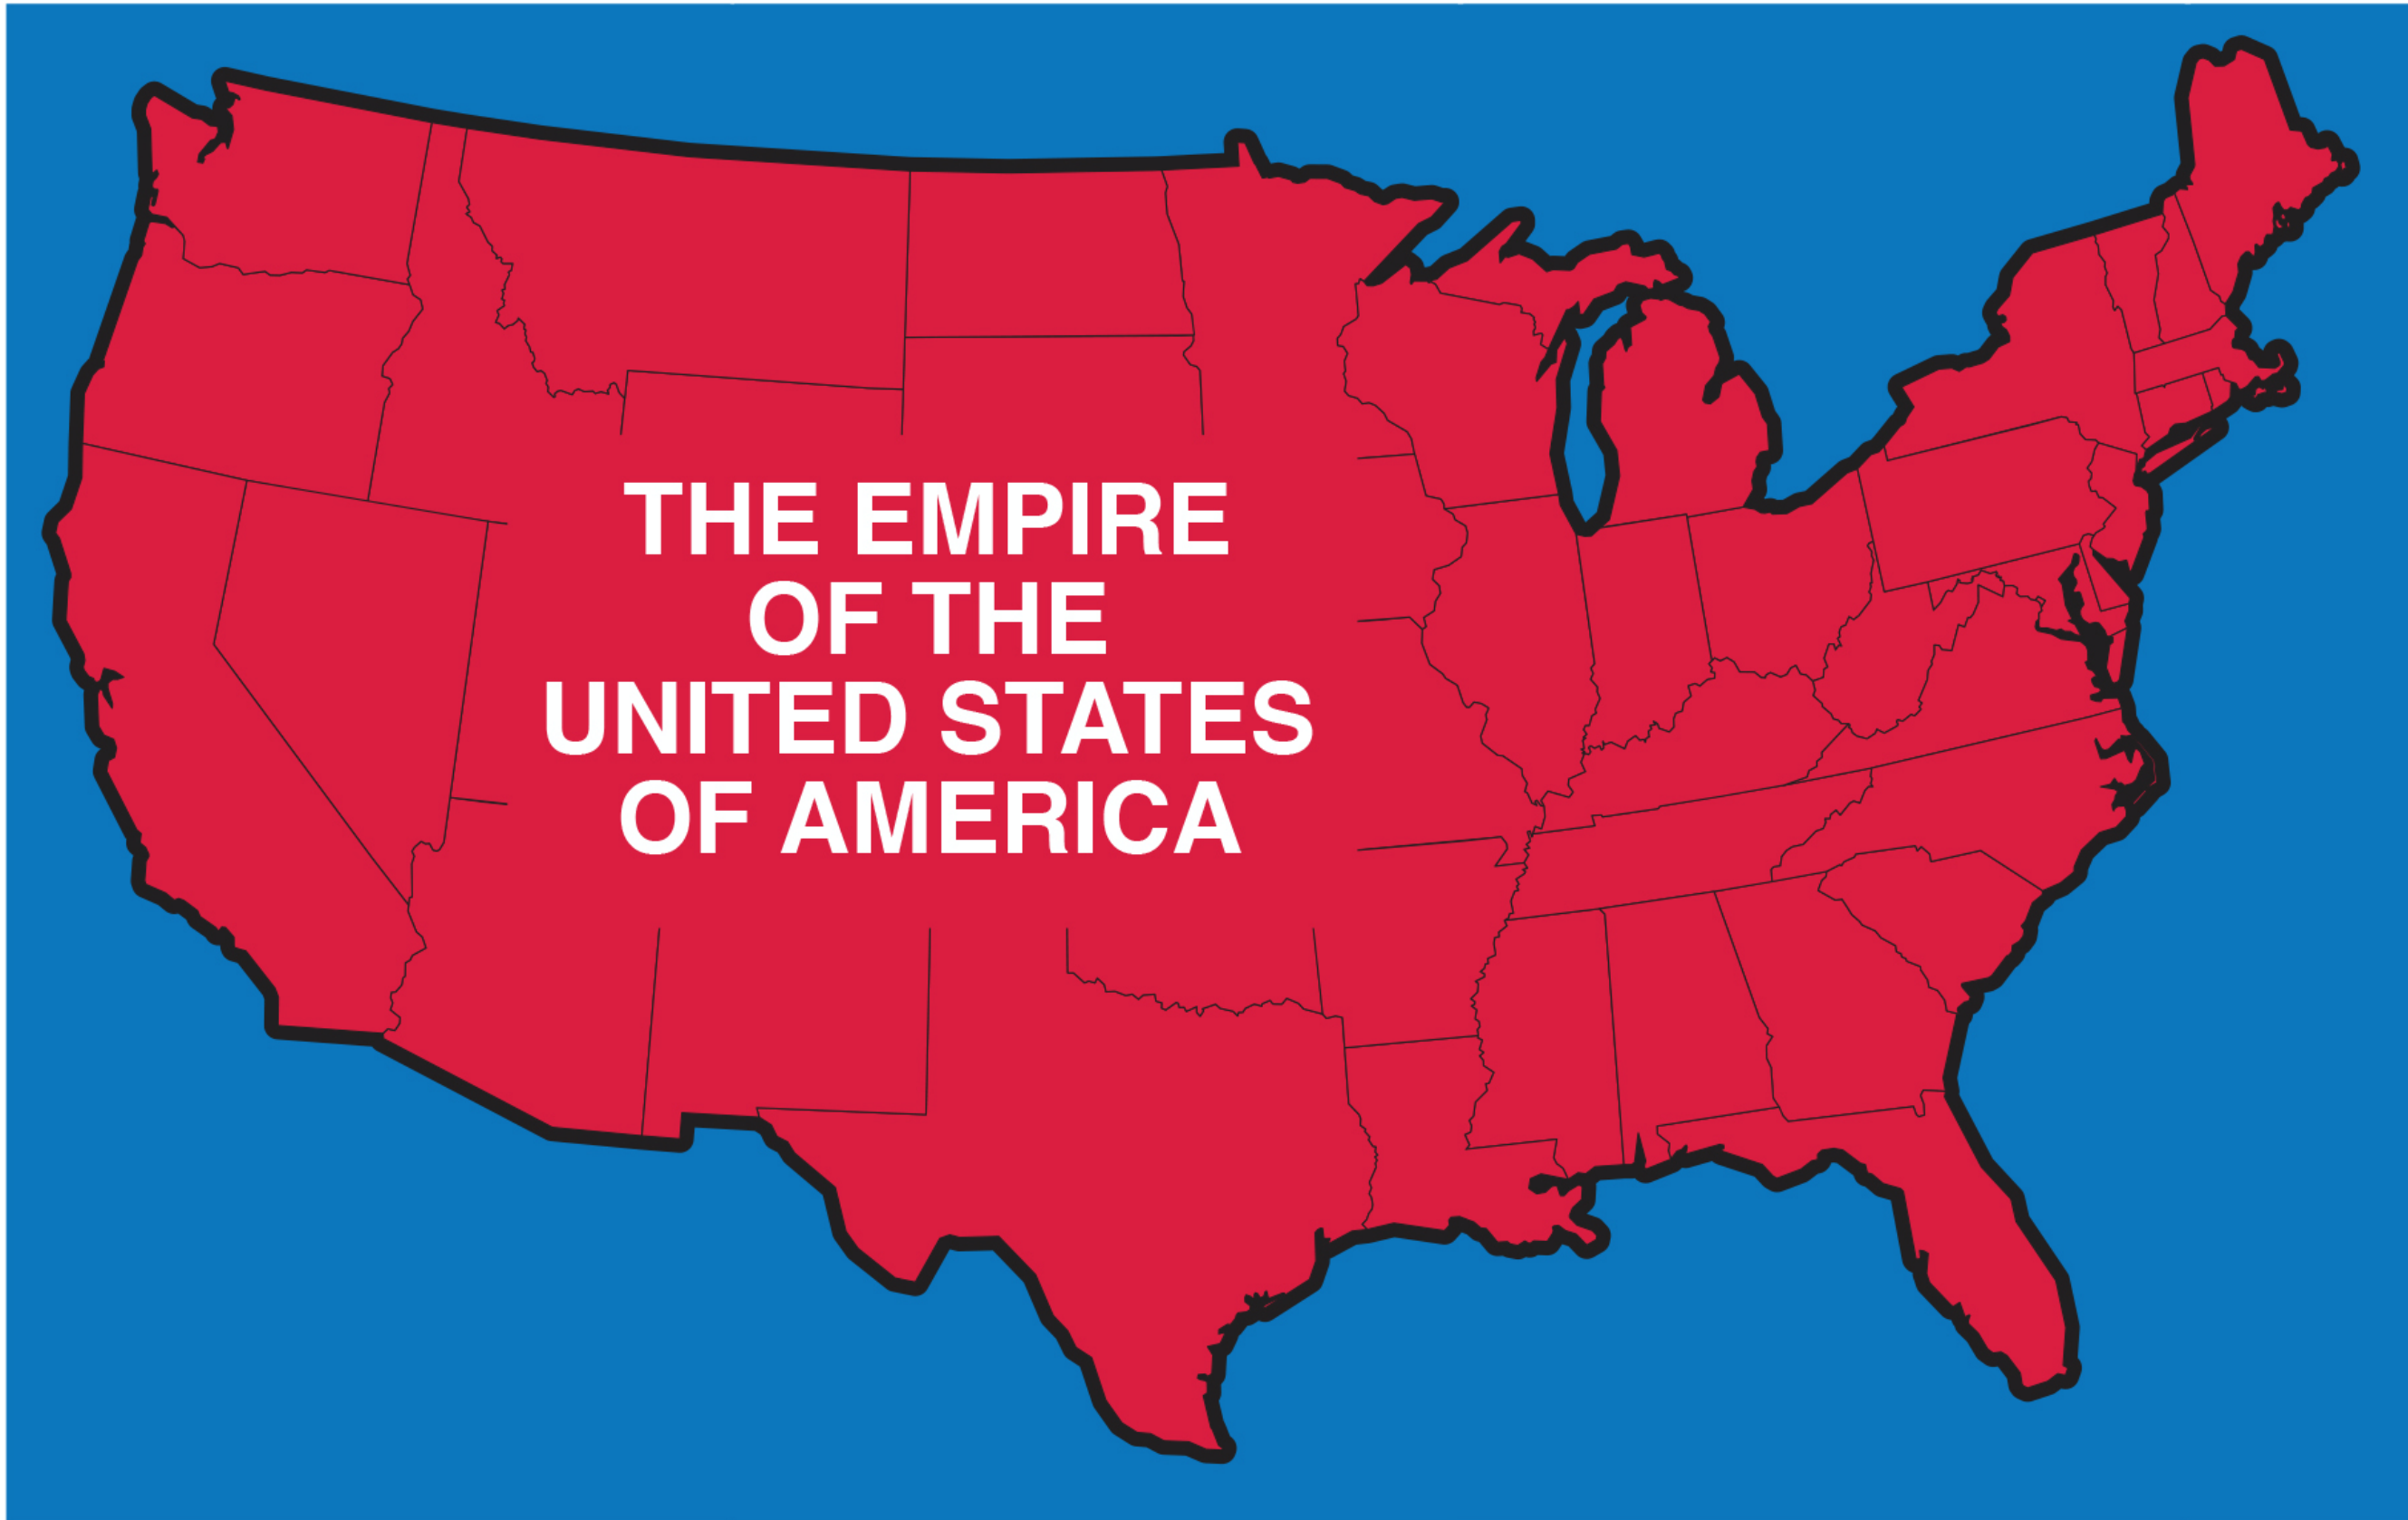 THE EMPIRE
OF THE
UNITED STATES
OF AMERICA